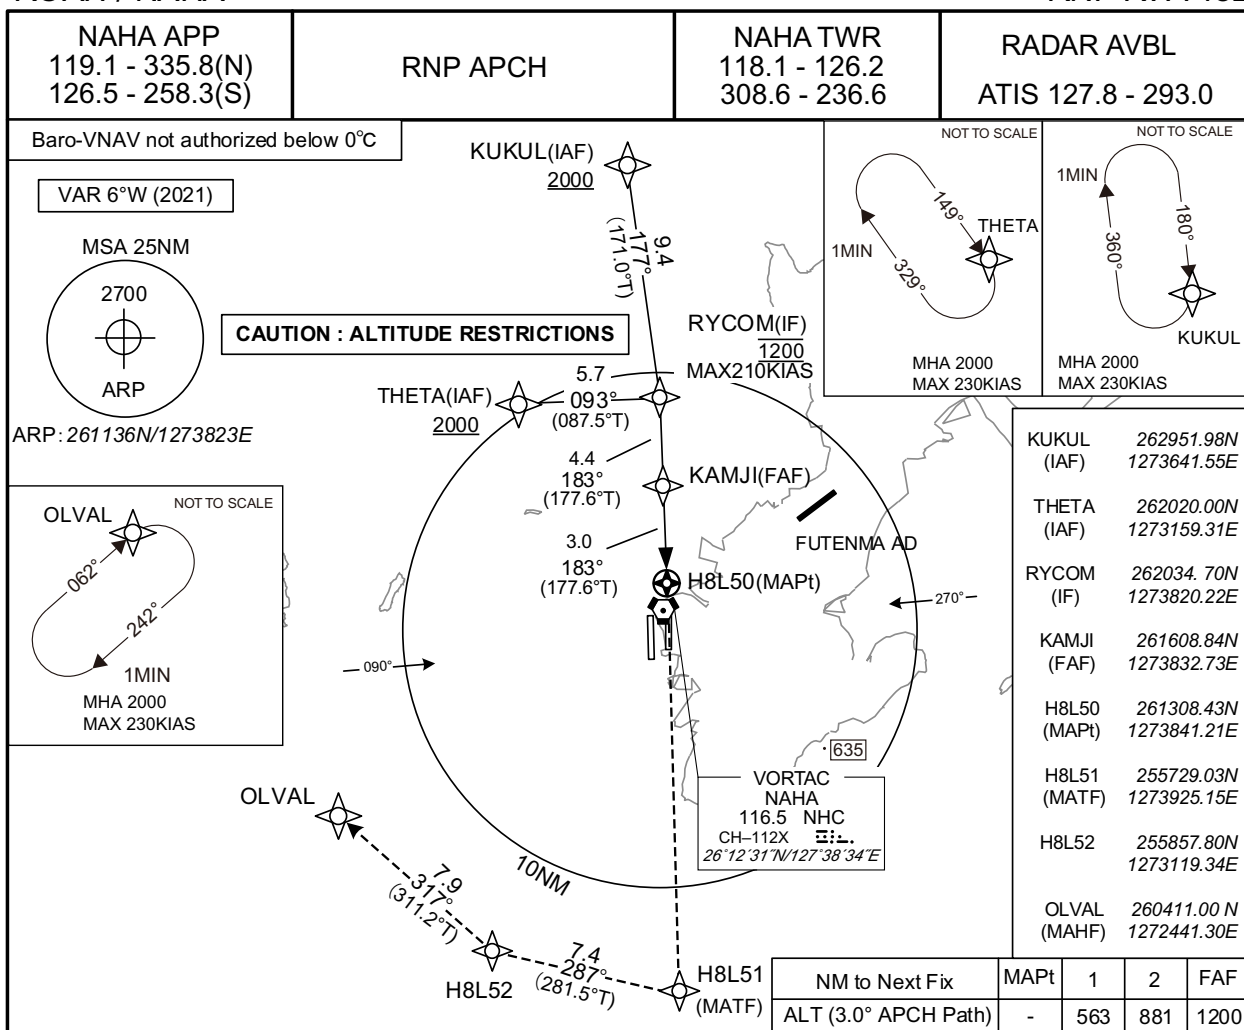 NAHA APP
119.1 - 335.8(N)
126.5 - 258.3(S)
RNP APCH
NAHA TWR
118.1 - 126.2
308.6 - 236.6
RADAR AVBL
ATIS 127.8 - 293.0
Baro-VNAV not authorized below 0°C
VAR 6°W (2021)
MSA 25NM
2700
ARP
ARP: 261136N/1273823E
CAUTION : ALTITUDE RESTRICTIONS
KUKUL(IAF)
2000
9.4
177°
(171.0°T)
RYCOM(IF)
1200
MAX210KIAS
THETA(IAF)
2000
5.7
093°
(087.5°T)
4.4
183°
(177.6°T)
KAMJI(FAF)
3.0
183°
(177.6°T)
FUTENMA AD
H8L50(MAPt)
270°
090°
635
VORTAC
NAHA
116.5 NHC
CH–112X
26°12´31˝N/127°38´34˝E
10NM
OLVAL
7.9
317°
(311.2°T)
H8L52
7.4
287°
(281.5°T)
H8L51
(MATF)
NOT TO SCALE
149°
THETA
1MIN
329°
MHA 2000
MAX 230KIAS
NOT TO SCALE
1MIN
180°
360°
KUKUL
MHA 2000
MAX 230KIAS
NOT TO SCALE
OLVAL
062°
242°
1MIN
MHA 2000
MAX 230KIAS
KUKUL 262951.98N
(IAF) 1273641.55E
THETA 262020.00N
(IAF) 1273159.31E
RYCOM 262034. 70N
(IF) 1273820.22E
KAMJI 261608.84N
(FAF) 1273832.73E
H8L50 261308.43N
(MAPt) 1273841.21E
H8L51 255729.03N
(MATF) 1273925.15E
H8L52 255857.80N
1273119.34E
OLVAL 260411.00 N
(MAHF) 1272441.30E
NM to Next Fix MAPt 1 2 FAF
ALT (3.0° APCH Path) - 563 881 1200